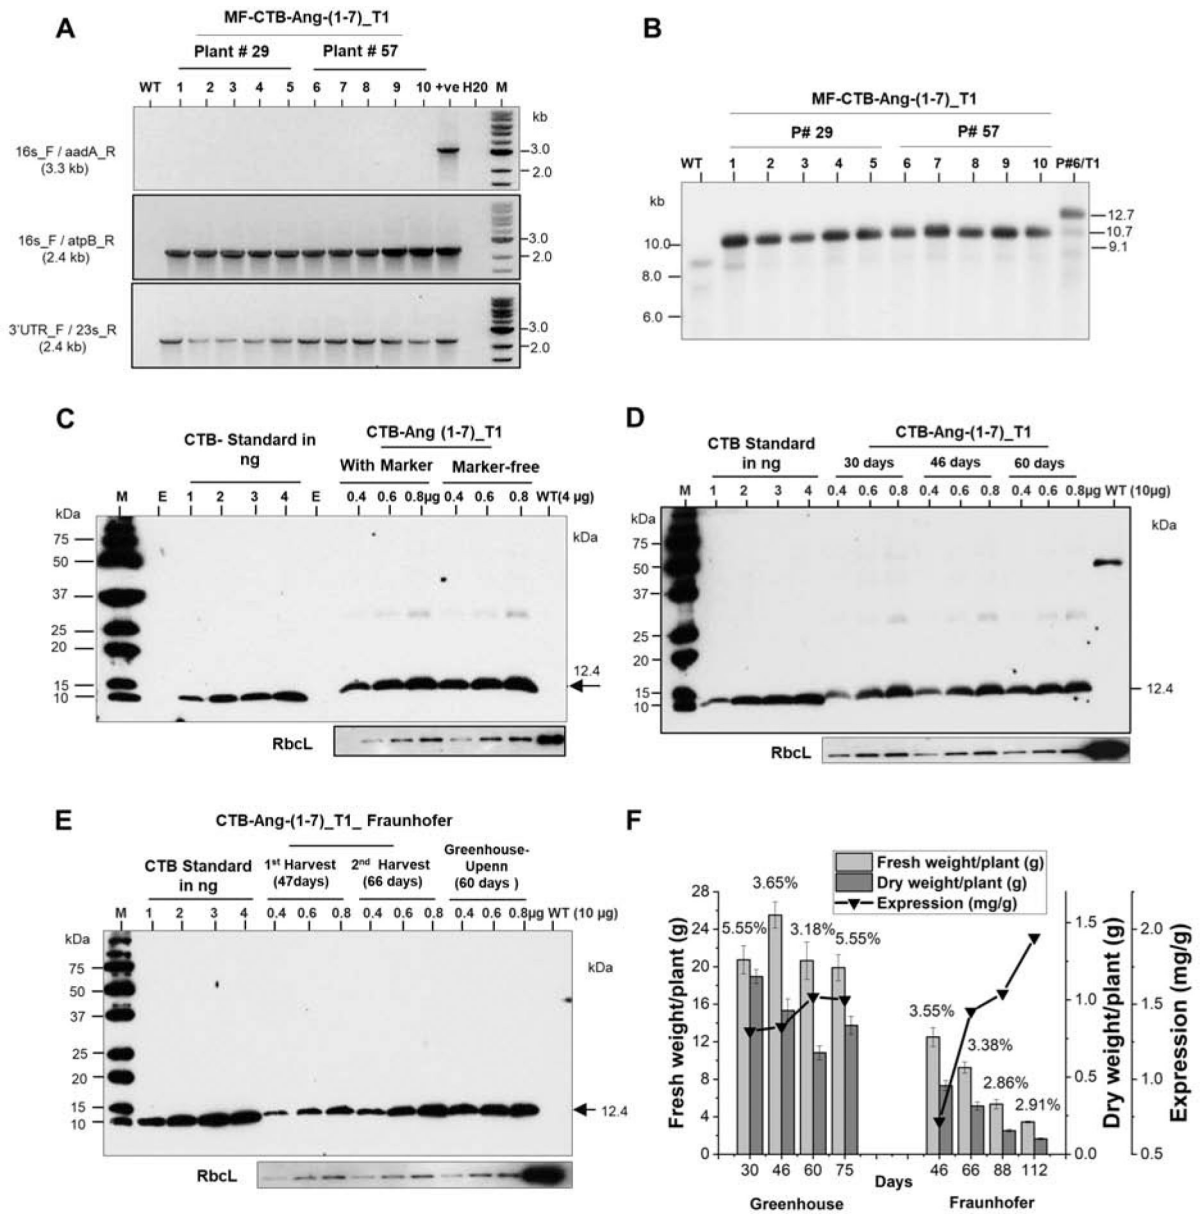 A
MF-CTB-Ang-(1-7)_T1
Plant # 29 Plant # 57
WT 1 2 3 4 5 6 7 8 9 10 +ve H20 M
kb
16s_F / aadA_R
(3.3 kb)
3.0
2.0
16s_F / atpB_R
(2.4 kb)
3.0
2.0
3'UTR_F / 23s_R
(2.4 kb)
3.0
2.0
B
MF-CTB-Ang-(1-7)_T1
P# 29 P# 57
WT 1 2 3 4 5 6 7 8 9 10 P#6/T1
kb
10.0
8.0
6.0
12.7
10.7
9.1
C
CTB- Standard in
ng
CTB-Ang (1-7)_T1
With Marker Marker-free
M E 1 2 3 4 E 0.4 0.6 0.8µg 0.4 0.6 0.8 WT(4 µg)
kDa
75
50
37
25
20
15
10
kDa
12.4
RbcL
D
CTB Standard
in ng
CTB-Ang-(1-7)_T1
30 days 46 days 60 days
M 1 2 3 4 0.4 0.6 0.8 0.4 0.6 0.8 0.4 0.6 0.8µg WT (10µg)
kDa
75
50
37
25
20
15
10
kDa
12.4
RbcL
E
CTB-Ang-(1-7)_T1_ Fraunhofer
CTB Standard
in ng
1st Harvest
(47days)
2nd Harvest
(66 days)
Greenhouse-
Upenn
(60 days )
M 1 2 3 4 0.4 0.6 0.8 0.4 0.6 0.8 0.4 0.6 0.8µg WT (10 µg)
kDa
75
50
37
25
20
15
10
kDa
12.4
RbcL
F
Fresh weight/plant (g)
Dry weight/plant (g)
Expression (mg/g)
Fresh weight/plant (g)
28
24
20
16
12
8
4
0
5.55% 3.65% 3.18% 5.55%
3.55% 3.38% 2.86% 2.91%
1.5
1.0
0.5
0.0
Dry weight/plant (g)
2.0
1.5
1.0
0.5
Expression (mg/g)
30 46 60 75 46 66 88 112
Days
Greenhouse Fraunhofer